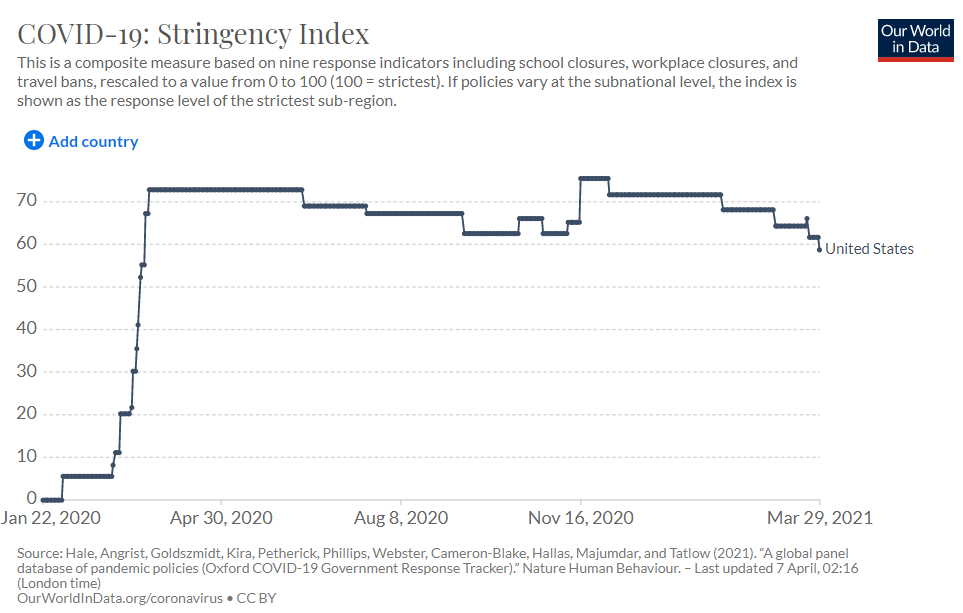 COVID-19: Stringency Index
Our World
in Data
This is a composite measure based on nine response indicators including school closures, workplace closures, and
travel bans, rescaled to a value from 0 to 100 (100 = strictest). If policies vary at the subnational level, the index is
shown as the response level of the strictest sub-region.
Add country
70
60
United States
50
40
30
20
10
0
Jan 22, 2020 Apr 30, 2020 Aug 8, 2020 Nov 16, 2020 Mar 29, 2021
Source: Hale, Angrist, Goldszmidt, Kira, Petherick, Phillips, Webster, Cameron-Blake, Hallas, Majumdar, and Tatlow (2021). “A global panel
database of pandemic policies (Oxford COVID-19 Government Response Tracker).” Nature Human Behaviour. – Last updated 7 April, 02:16
(London time)
OurWorldInData.org/coronavirus • CC BY